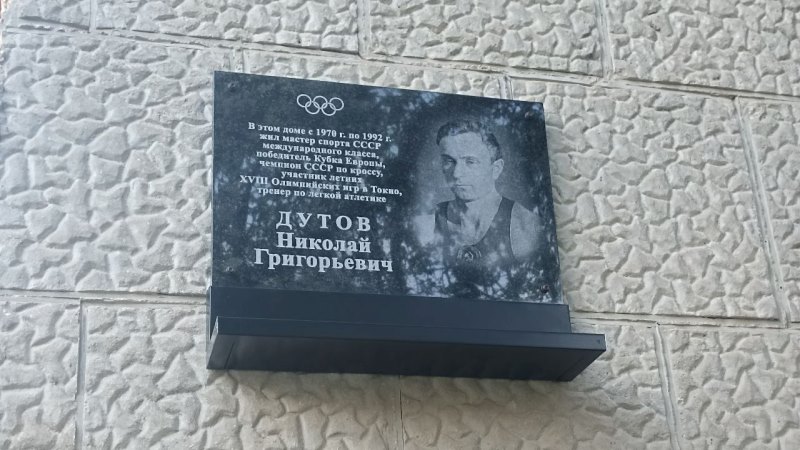 В этом доме с 1970 г. по 1992 г.
жил мастер спорта СССР
международного класса,
победитель Кубка Европы,
чемпион СССР по кроссу,
участник летних
XVIII Олимпийских игр в Токио,
тренер по легкой атлетике
ДУТОВ
Николай
Григорьевич